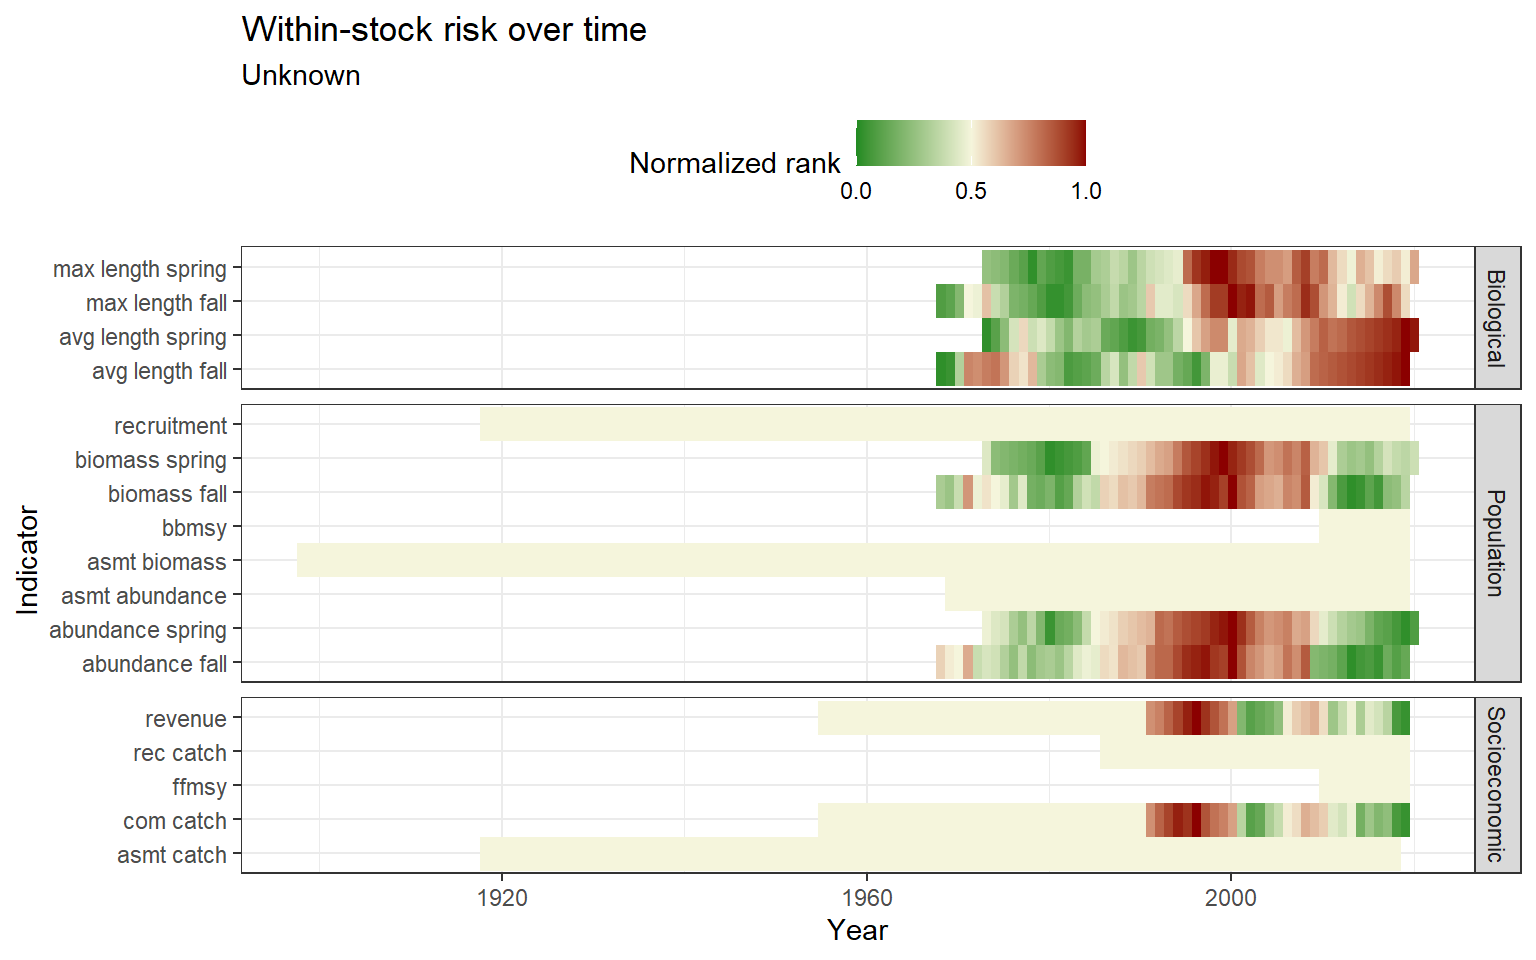 Within-stock risk over time
Unknown
Normalized rank
0.0 0.5 1.0
max length spring
max length fall
avg length spring
avg length fall
Biological
recruitment
biomass spring
biomass fall
bbmsy
asmt biomass
asmt abundance
abundance spring
abundance fall
Population
revenue
rec catch
ffmsy
com catch
asmt catch
Socioeconomic
Indicator
1920 1960 2000
Year